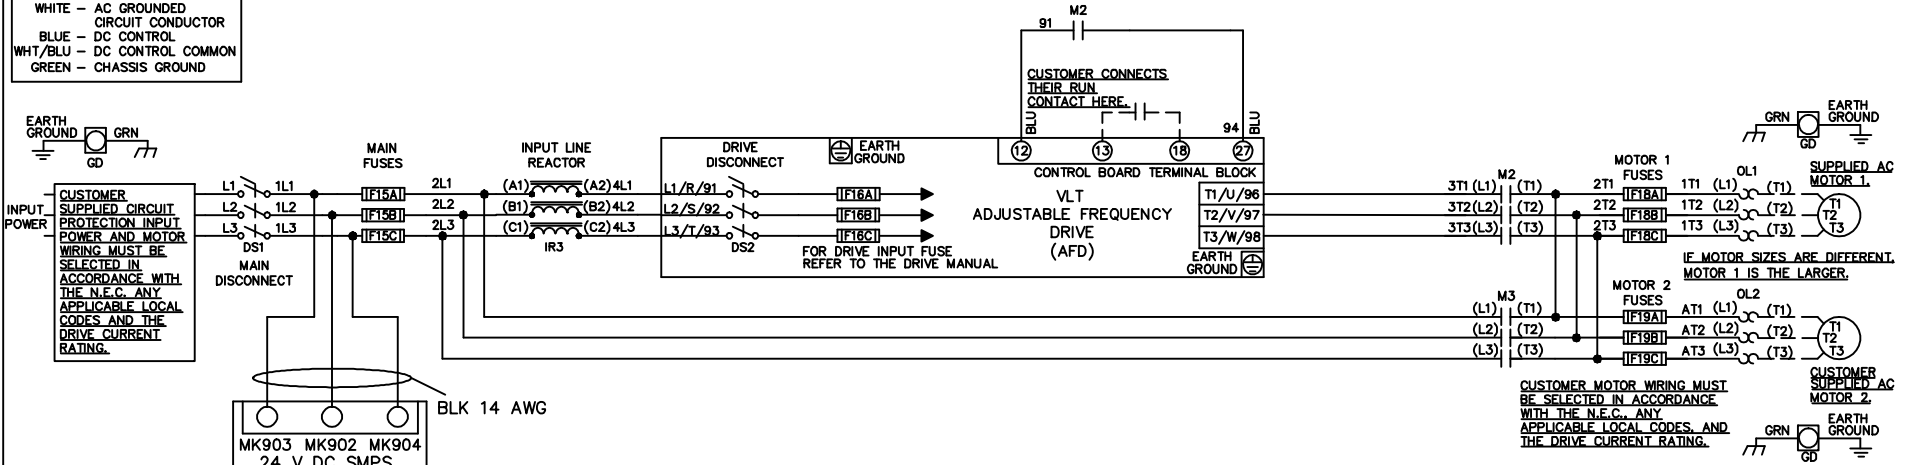 WHITE – AC GROUNDED
CIRCUIT CONDUCTOR
BLUE – DC CONTROL
WHT/BLU – DC CONTROL COMMON
GREEN – CHASSIS GROUND
EARTH
GROUND
GRN
GD
INPUT
POWER
CUSTOMER
SUPPLIED CIRCUIT
PROTECTION INPUT
POWER AND MOTOR
WIRING MUST BE
SELECTED IN
ACCORDANCE WITH
THE N.E.C. ANY
APPLICABLE LOCAL
CODES AND THE
DRIVE CURRENT
RATING.
L1 1L1
L2 1L2
L3 1L3
DS1
MAIN
DISCONNECT
MAIN
FUSES
F15A
F15B
F15C
2L1
2L2
2L3
INPUT LINE
REACTOR
(A1) (A2) 4L1
(B1) (B2) 4L2
(C1) (C2) 4L3
IR3
L1/R/91
L2/S/92
L3/T/93
DRIVE
DISCONNECT
DS2
EARTH
GROUND
F16A
F16B
F16C
FOR DRIVE INPUT FUSE
REFER TO THE DRIVE MANUAL
M2
91
CUSTOMER CONNECTS
THEIR RUN
CONTACT HERE.
BLU
94
BLU
12 13 18 27
CONTROL BOARD TERMINAL BLOCK
VLT
ADJUSTABLE FREQUENCY
DRIVE
(AFD)
T1/U/96
T2/V/97
T3/W/98
EARTH
GROUND
M2
3T1 (L1) (T1)
3T2(L2) (T2)
3T3(L3) (T3)
MOTOR 1
FUSES
2T1 F18A 1T1 (L1)
2T2 F18B 1T2 (L2)
2T3 F18C 1T3 (L3)
OL1
(T1)
(T2)
(T3)
T1
T2
T3
GRN
GD
EARTH
GROUND
SUPPLIED AC
MOTOR 1.
IF MOTOR SIZES ARE DIFFERENT,
MOTOR 1 IS THE LARGER.
M3
(L1) (T1)
(L2) (T2)
(L3) (T3)
MOTOR 2
FUSES
F19A AT1 (L1)
F19B AT2 (L2)
F19C AT3 (L3)
OL2
(T1)
(T2)
(T3)
T1
T2
T3
CUSTOMER
SUPPLIED AC
MOTOR 2.
CUSTOMER MOTOR WIRING MUST
BE SELECTED IN ACCORDANCE
WITH THE N.E.C., ANY
APPLICABLE LOCAL CODES, AND
THE DRIVE CURRENT RATING.
GRN
GD
EARTH
GROUND
BLK 14 AWG
MK903 MK902 MK904
24 V DC SMPS